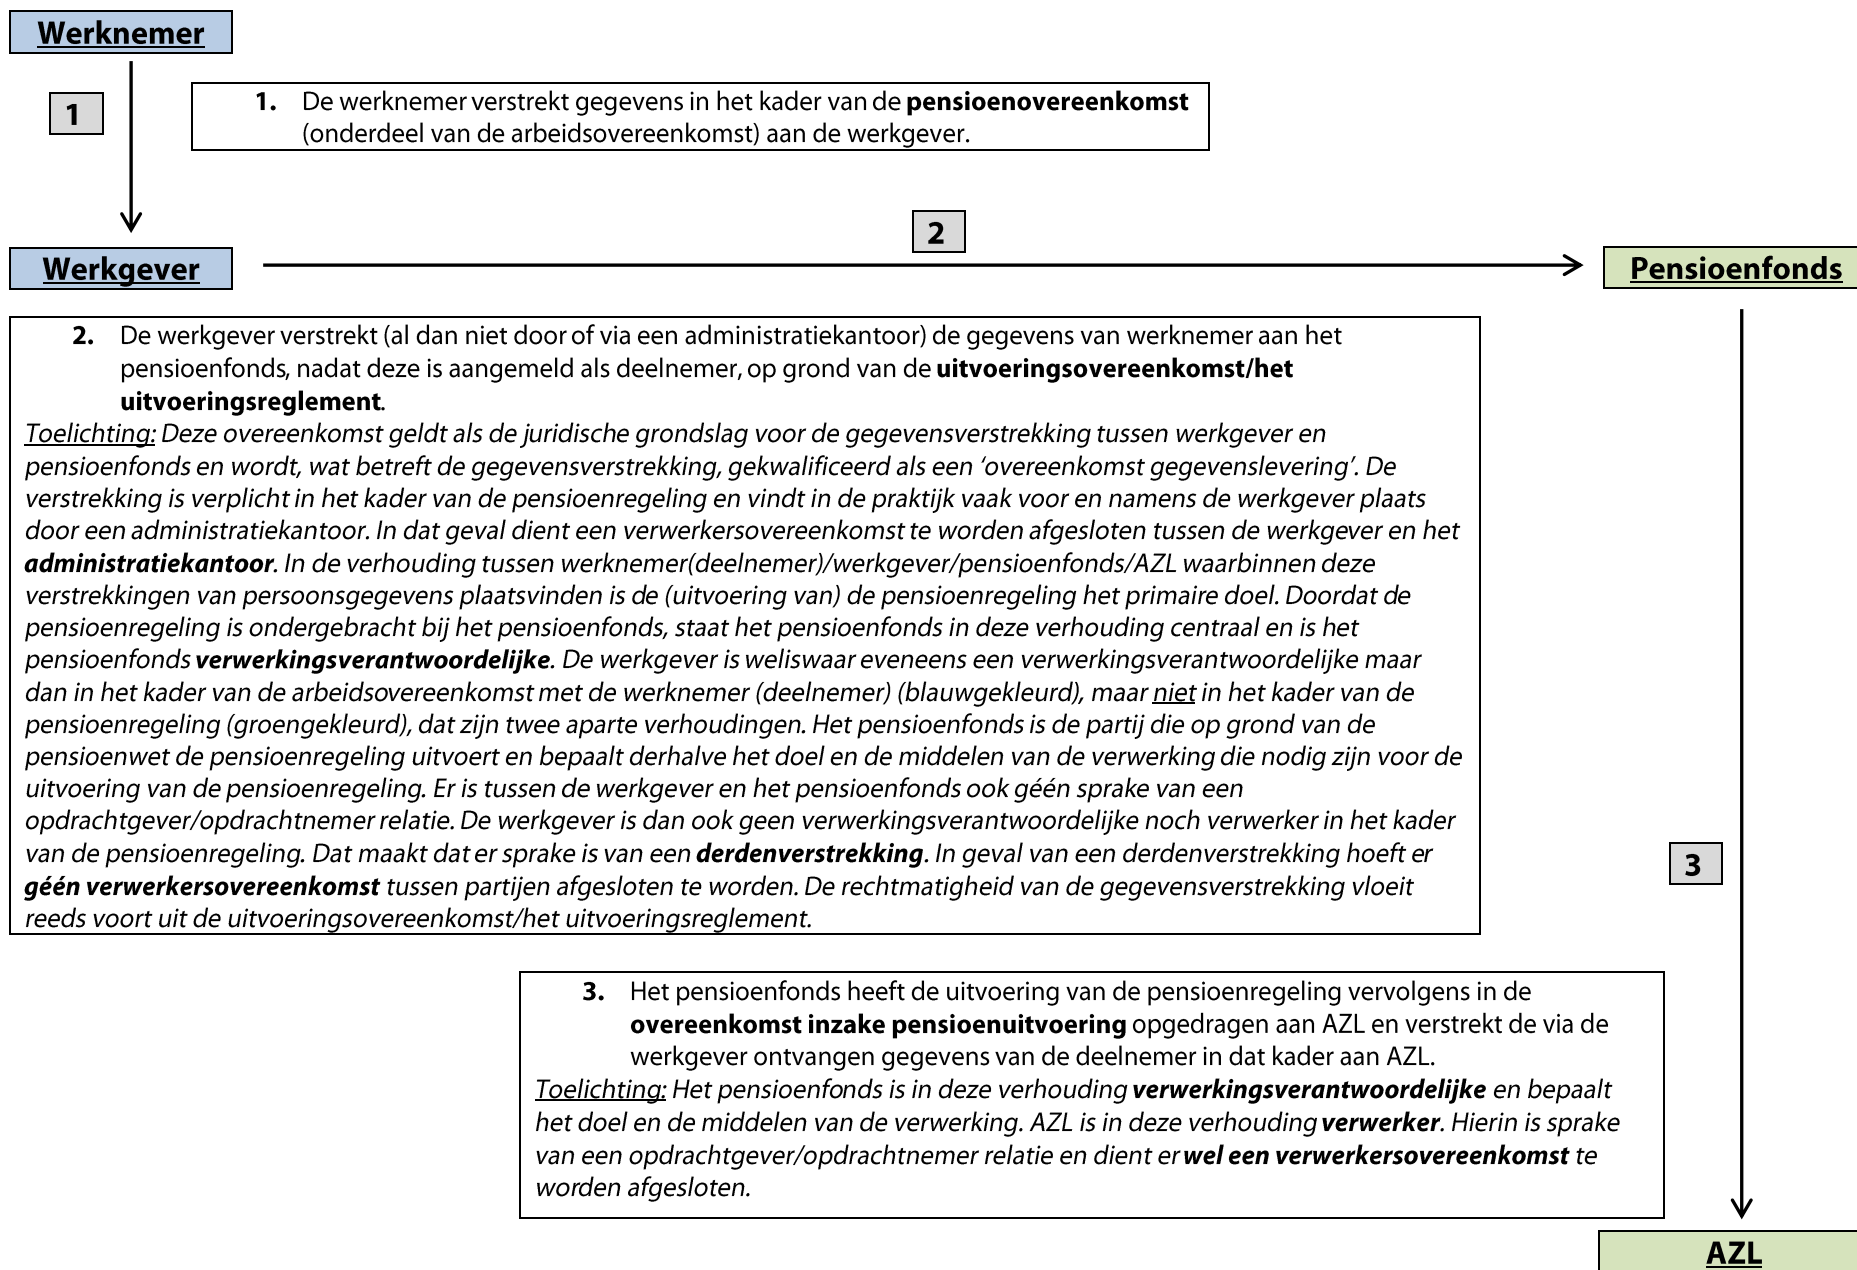 Werknemer
1
1. De werknemer verstrekt gegevens in het kader van de pensioenovereenkomst
(onderdeel van de arbeidsovereenkomst) aan de werkgever.
2
Werkgever
Pensioenfonds
2. De werkgever verstrekt (al dan niet door of via een administratiekantoor) de gegevens van werknemer aan het
pensioenfonds, nadat deze is aangemeld als deelnemer, op grond van de uitvoeringsovereenkomst/het
uitvoeringsreglement.
Toelichting: Deze overeenkomst geldt als de juridische grondslag voor de gegevensverstrekking tussen werkgever en
pensioenfonds en wordt, wat betreft de gegevensverstrekking, gekwalificeerd als een ‘overeenkomst gegevenslevering’. De
verstrekking is verplicht in het kader van de pensioenregeling en vindt in de praktijk vaak voor en namens de werkgever plaats
door een administratiekantoor. In dat geval dient een verwerkersovereenkomst te worden afgesloten tussen de werkgever en het
administratiekantoor. In de verhouding tussen werknemer(deelnemer)/werkgever/pensioenfonds/AZL waarbinnen deze
verstrekkingen van persoonsgegevens plaatsvinden is de (uitvoering van) de pensioenregeling het primaire doel. Doordat de
pensioenregeling is ondergebracht bij het pensioenfonds, staat het pensioenfonds in deze verhouding centraal en is het
pensioenfonds verwerkingsverantwoordelijke. De werkgever is weliswaar eveneens een verwerkingsverantwoordelijke maar
dan in het kader van de arbeidsovereenkomst met de werknemer (deelnemer) (blauwgekleurd), maar niet in het kader van de
pensioenregeling (groengekleurd), dat zijn twee aparte verhoudingen. Het pensioenfonds is de partij die op grond van de
pensioenwet de pensioenregeling uitvoert en bepaalt derhalve het doel en de middelen van de verwerking die nodig zijn voor de
uitvoering van de pensioenregeling. Er is tussen de werkgever en het pensioenfonds ook géén sprake van een
opdrachtgever/opdrachtnemer relatie. De werkgever is dan ook geen verwerkingsverantwoordelijke noch verwerker in het kader
van de pensioenregeling. Dat maakt dat er sprake is van een derdenverstrekking. In geval van een derdenverstrekking hoeft er
géén verwerkersovereenkomst tussen partijen afgesloten te worden. De rechtmatigheid van de gegevensverstrekking vloeit
reeds voort uit de uitvoeringsovereenkomst/het uitvoeringsreglement.
3
3. Het pensioenfonds heeft de uitvoering van de pensioenregeling vervolgens in de
overeenkomst inzake pensioenuitvoering opgedragen aan AZL en verstrekt de via de
werkgever ontvangen gegevens van de deelnemer in dat kader aan AZL.
Toelichting: Het pensioenfonds is in deze verhouding verwerkingsverantwoordelijke en bepaalt
het doel en de middelen van de verwerking. AZL is in deze verhouding verwerker. Hierin is sprake
van een opdrachtgever/opdrachtnemer relatie en dient er wel een verwerkersovereenkomst te
worden afgesloten.
AZL